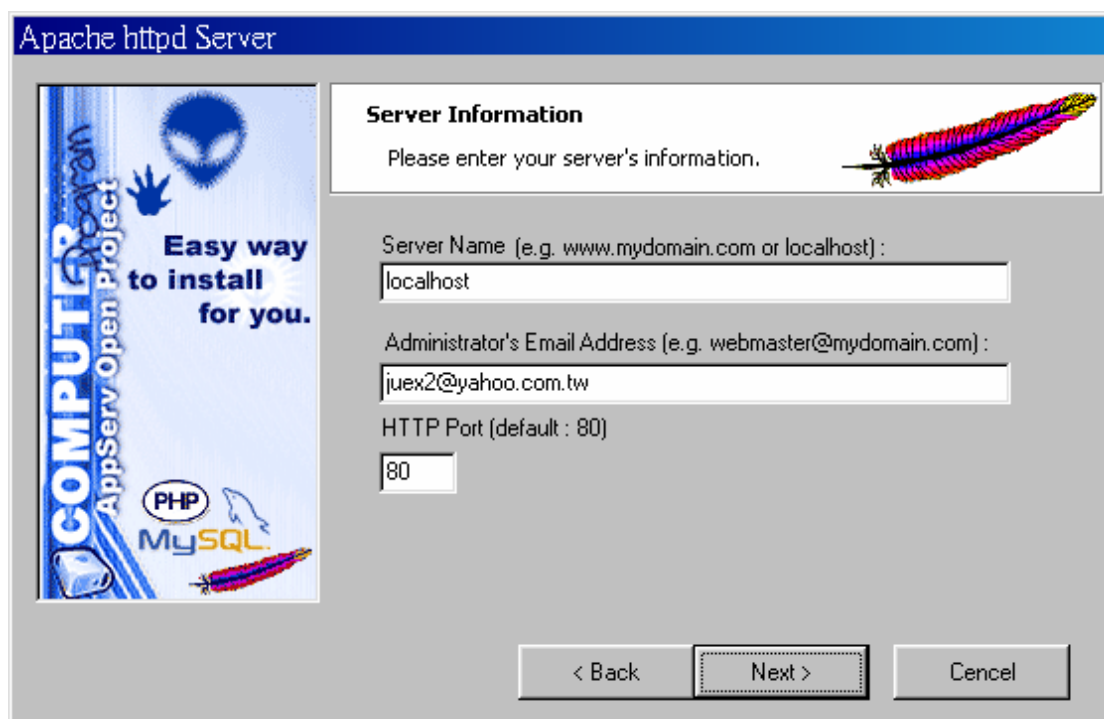 Apache httpd Server
COMPUTER
Program
AppServ Open Project
Easy way
to install
for you.
PHP
MySQL
Server Information
Please enter your server's information.
Server Name (e.g. www.mydomain.com or localhost) :
localhost
Administrator's Email Address (e.g. webmaster@mydomain.com) :
juex2@yahoo.com.tw
HTTP Port (default : 80)
80
< Back
Next >
Cencel